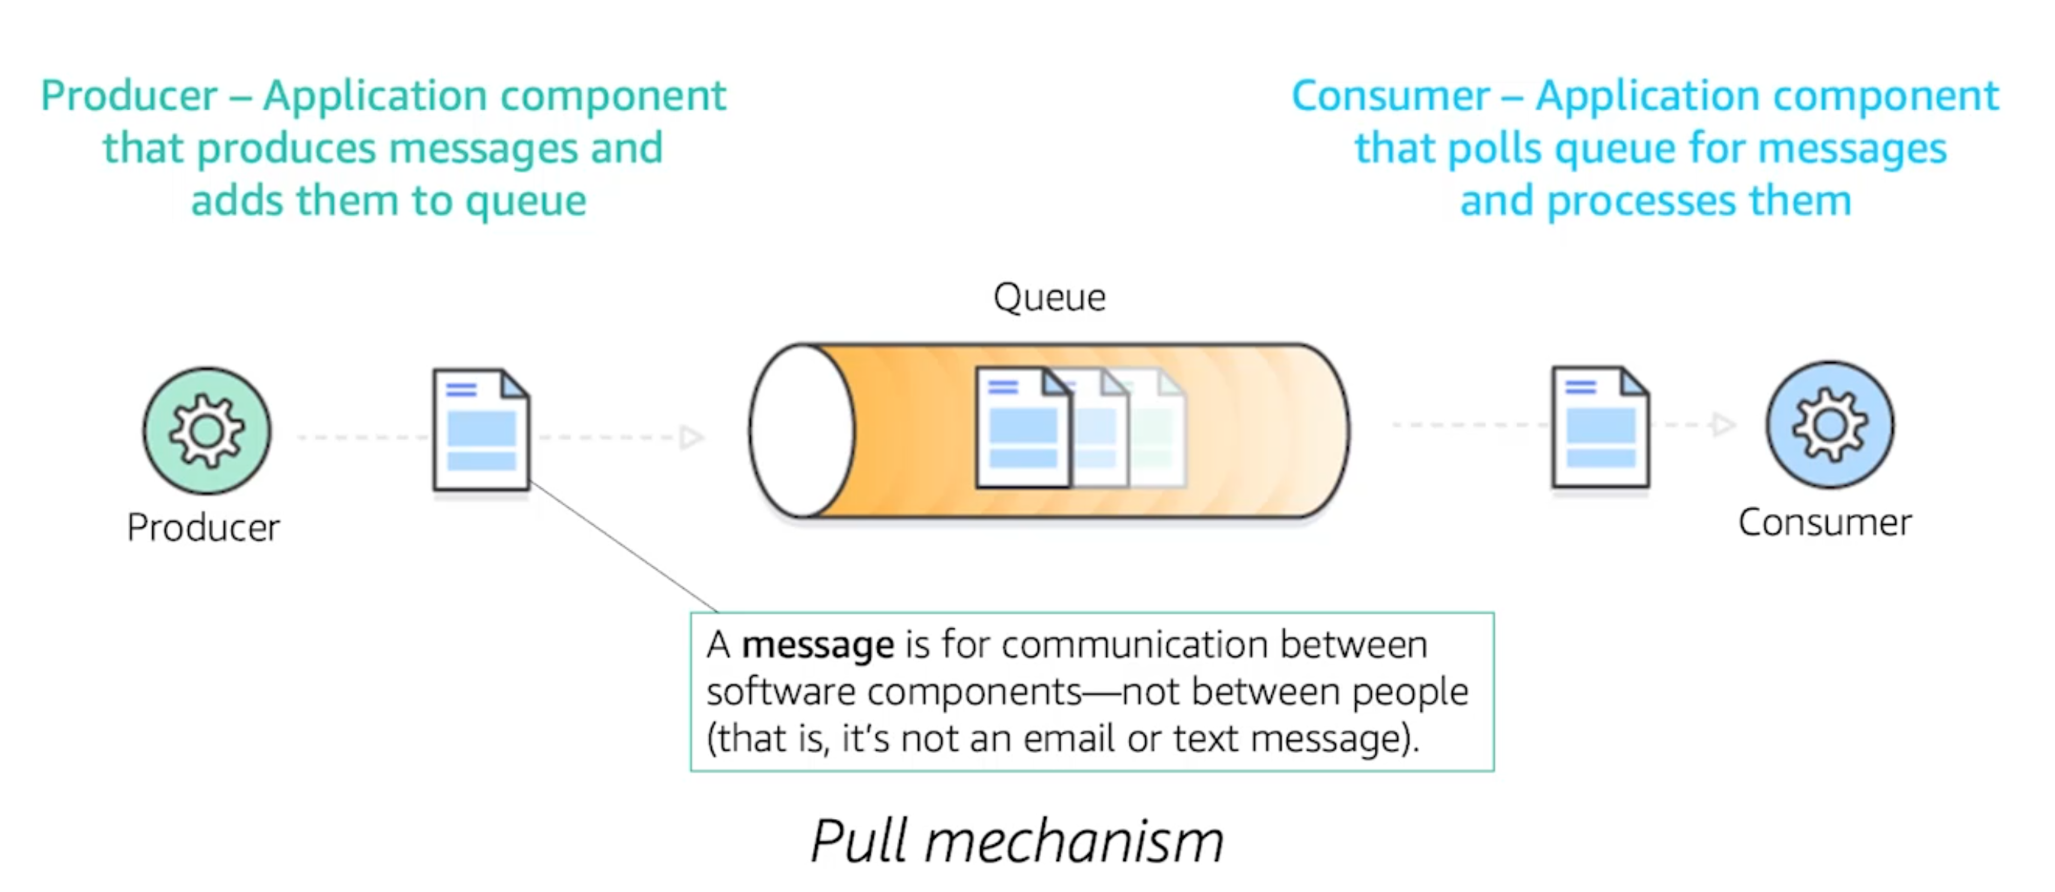 Producer – Application component
that produces messages and
adds them to queue
Consumer – Application component
that polls queue for messages
and processes them
Queue
Producer
Consumer
A message is for communication between
software components—not between people
(that is, it's not an email or text message).
Pull mechanism